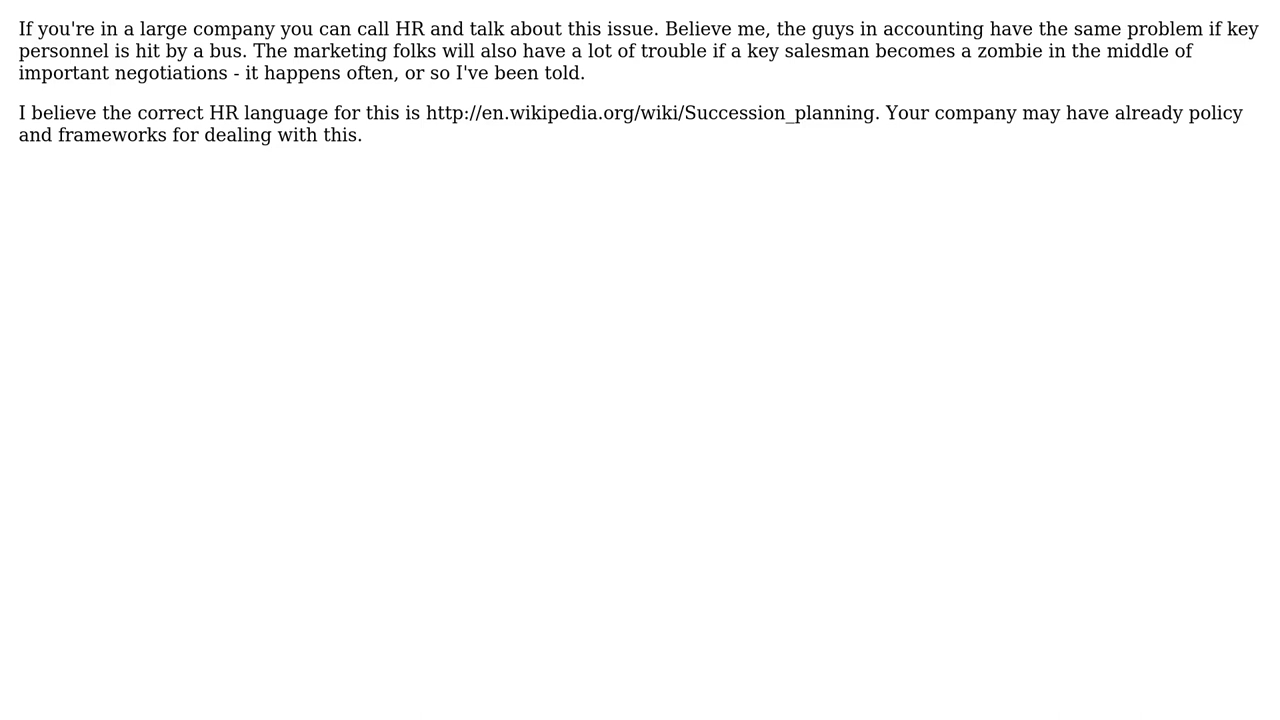 If you're in a large company you can call HR and talk about this issue. Believe me, the guys in accounting have the same problem if key
personnel is hit by a bus. The marketing folks will also have a lot of trouble if a key salesman becomes a zombie in the middle of
important negotiations - it happens often, or so I've been told.
I believe the correct HR language for this is http://en.wikipedia.org/wiki/Succession_planning. Your company may have already policy
and frameworks for dealing with this.